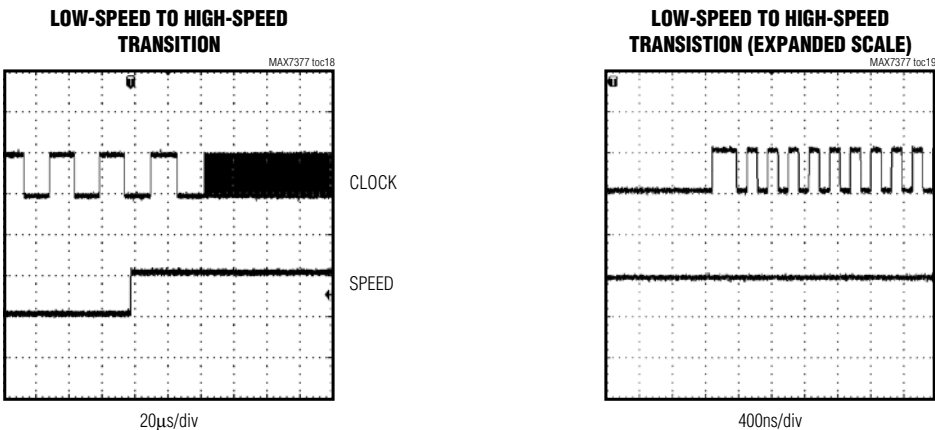 LOW-SPEED TO HIGH-SPEED
TRANSITION
MAX7377 toc18
T
CLOCK
SPEED
20µs/div
LOW-SPEED TO HIGH-SPEED
TRANSISTION (EXPANDED SCALE)
MAX7377 toc19
T
400ns/div